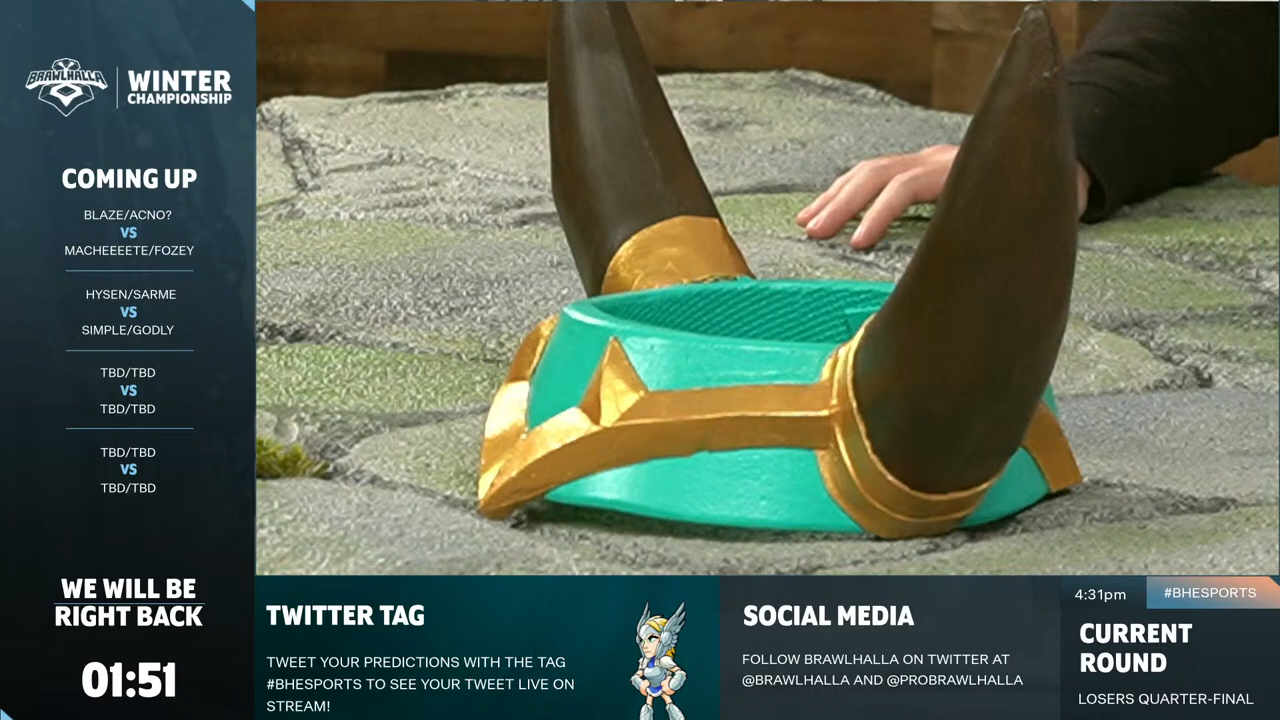 BRAWLHALLA
WINTER
CHAMPIONSHIP
COMING UP
BLAZE/ACNO?
VS
MACHEEEETE/FOZEY
HYSEN/SARME
VS
SIMPLE/GODLY
TBD/TBD
VS
TBD/TBD
TBD/TBD
VS
TBD/TBD
WE WILL BE
RIGHT BACK
01:51
TWITTER TAG
TWEET YOUR PREDICTIONS WITH THE TAG
#BHESPORTS TO SEE YOUR TWEET LIVE ON
STREAM!
SOCIAL MEDIA
FOLLOW BRAWLHALLA ON TWITTER AT
@BRAWLHALLA AND @PROBRAWLHALLA
4:31pm
#BHESPORTS
CURRENT
ROUND
LOSERS QUARTER-FINAL